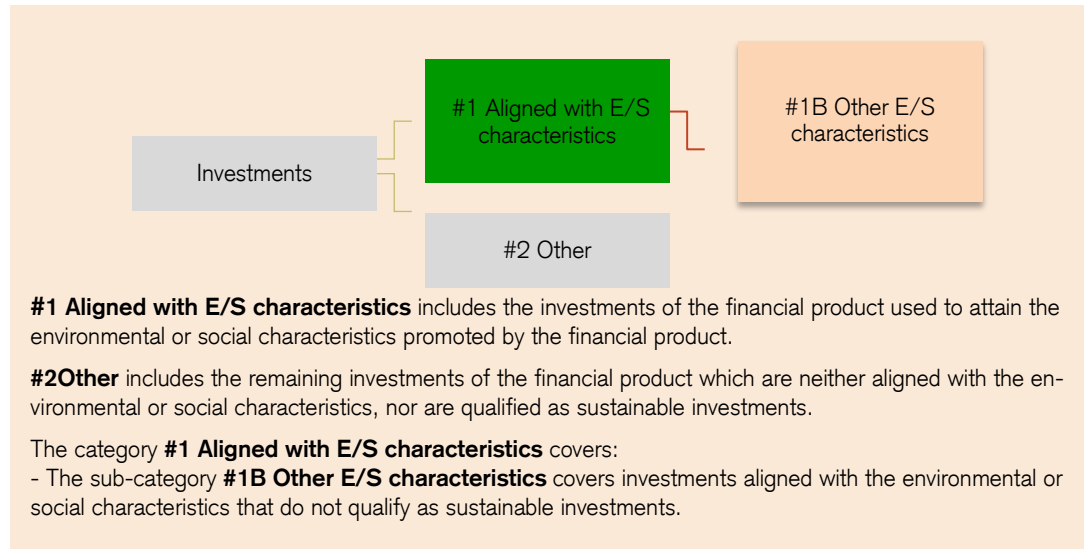 #1 Aligned with E/S
characteristics
#1B Other E/S
characteristics
Investments
#2 Other
#1 Aligned with E/S characteristics includes the investments of the financial product used to attain the
environmental or social characteristics promoted by the financial product.
#2Other includes the remaining investments of the financial product which are neither aligned with the en-
vironmental or social characteristics, nor are qualified as sustainable investments.
The category #1 Aligned with E/S characteristics covers:
- The sub-category #1B Other E/S characteristics covers investments aligned with the environmental or
social characteristics that do not qualify as sustainable investments.